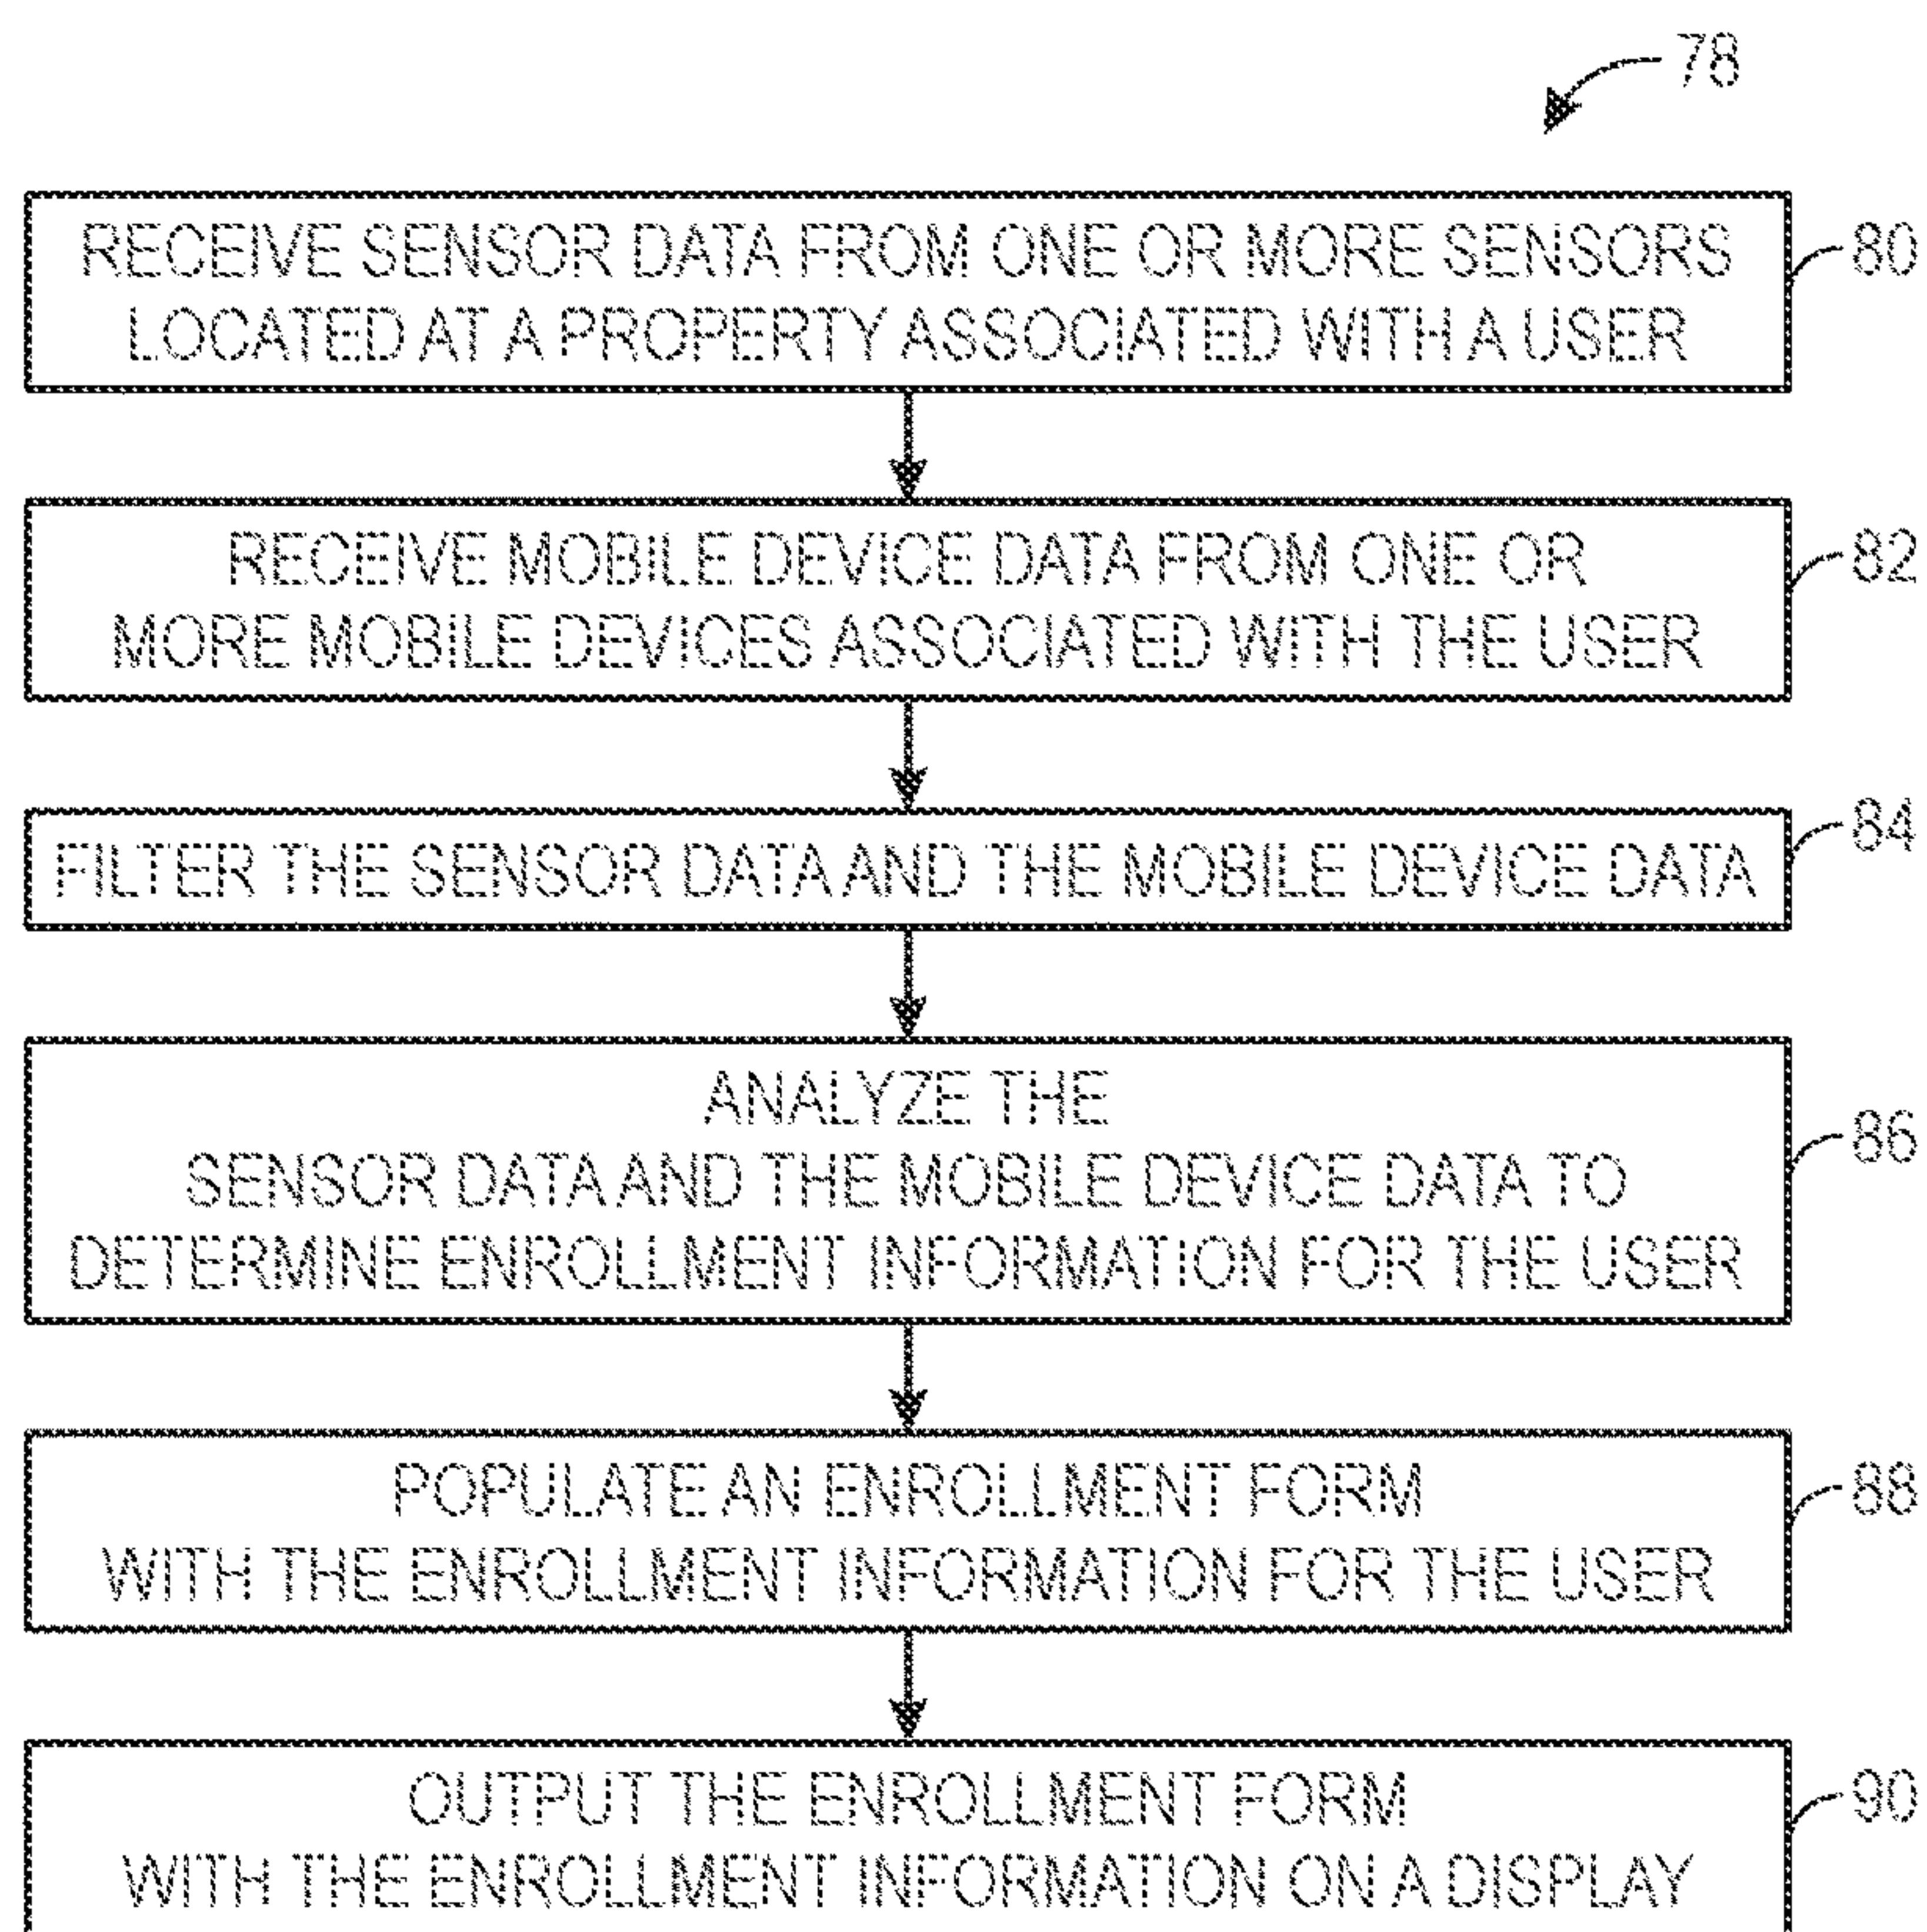 78
RECEIVE SENSOR DATA FROM ONE OR MORE SENSORS
LOCATED AT A PROPERTY ASSOCIATED WITH A USER
80
RECEIVE MOBILE DEVICE DATA FROM ONE OR
MORE MOBILE DEVICES ASSOCIATED WITH THE USER
82
FILTER THE SENSOR DATA AND THE MOBILE DEVICE DATA
84
ANALYZE THE
SENSOR DATA AND THE MOBILE DEVICE DATA TO
DETERMINE ENROLLMENT INFORMATION FOR THE USER
86
POPULATE AN ENROLLMENT FORM
WITH THE ENROLLMENT INFORMATION FOR THE USER
88
OUTPUT THE ENROLLMENT FORM
WITH THE ENROLLMENT INFORMATION ON A DISPLAY
90